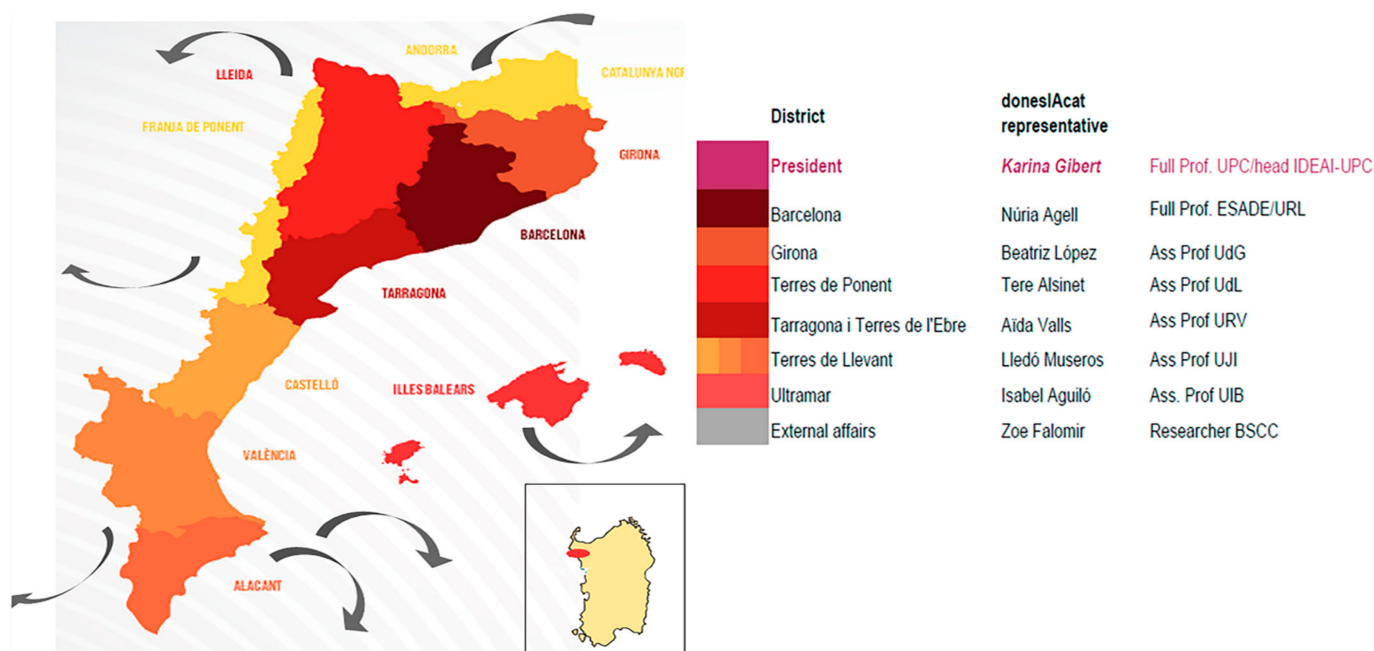 ANDORRA
LLEIDA
CATALUNYA NOR
FRANJA DE PONENT
GIRONA
BARCELONA
TARRAGONA
CASTELLÓ
ILLES BALEARS
VALÈNCIA
ALACANT
District donesIAcat representative
President Karina Gibert Full Prof. UPC/head IDEAI-UPC
Barcelona Núria Agell Full Prof. ESADE/URL
Girona Beatriz López Ass Prof UdG
Terres de Ponent Tere Alsinet Ass Prof UdL
Tarragona i Terres de l'Ebre Aïda Valls Ass Prof URV
Terres de Llevant Lledó Museros Ass Prof UJI
Ultramar Isabel Aguiló Ass. Prof UIB
External affairs Zoe Falomir Researcher BSCC